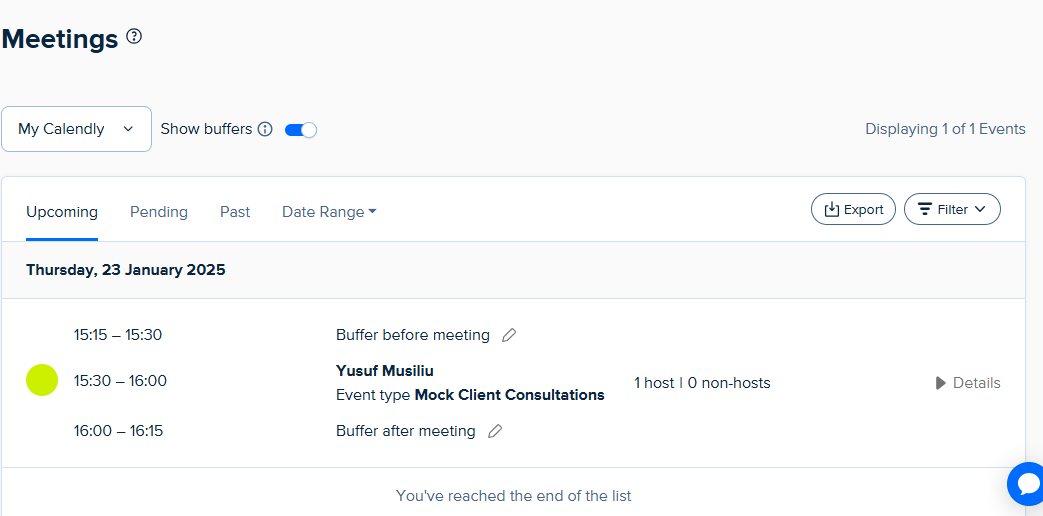 Meetings
My Calendly
Show buffers
Displaying 1 of 1 Events
Upcoming Pending Past Date Range
Export Filter
Thursday, 23 January 2025
15:15 – 15:30 Buffer before meeting
Yusuf Musiliu
15:30 – 16:00 1 host | 0 non-hosts Details
Event type Mock Client Consultations
16:00 – 16:15 Buffer after meeting
You've reached the end of the list